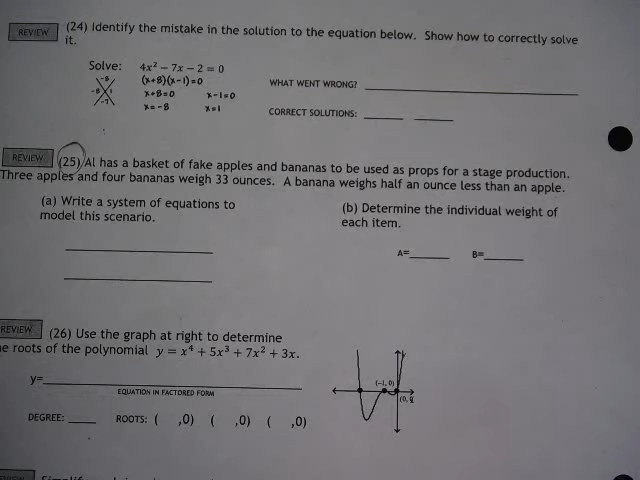 REVIEW (24) Identify the mistake in the solution to the equation below. Show how to correctly solve
it.
Solve: 4x² – 7x – 2 = 0
(x+8)(x-1)=0
x+8=0 x-1=0
x=-8 x=1
-8
-8 1
-7
WHAT WENT WRONG?
CORRECT SOLUTIONS:
REVIEW (25) Al has a basket of fake apples and bananas to be used as props for a stage production.
Three apples and four bananas weigh 33 ounces. A banana weighs half an ounce less than an apple.
(a) Write a system of equations to
model this scenario.
(b) Determine the individual weight of
each item.
A= B=
REVIEW (26) Use the graph at right to determine
e roots of the polynomial y = x⁴ + 5x³ + 7x² + 3x.
y=
EQUATION IN FACTORED FORM
DEGREE: ROOTS: ( ,0) ( ,0) ( ,0)
(-1, 0)
(0,